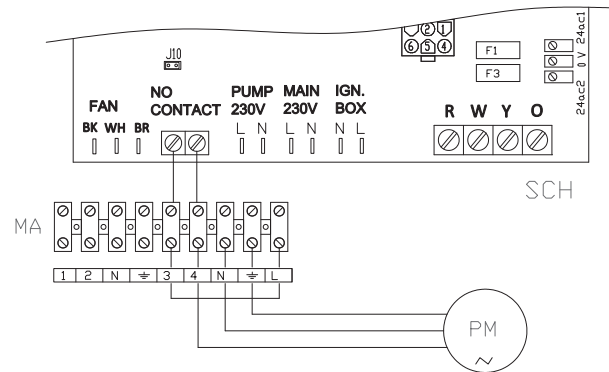 ② 1
6 5 4
J10
F1
F3
24ac1
0 V
24ac2
FAN
NO CONTACT
PUMP 230V
MAIN 230V
IGN. BOX
BK WH BR
L N L N N L
R W Y O
SCH
MA
1 2 N ⏚ 3 4 N ⏚ L
PM
~